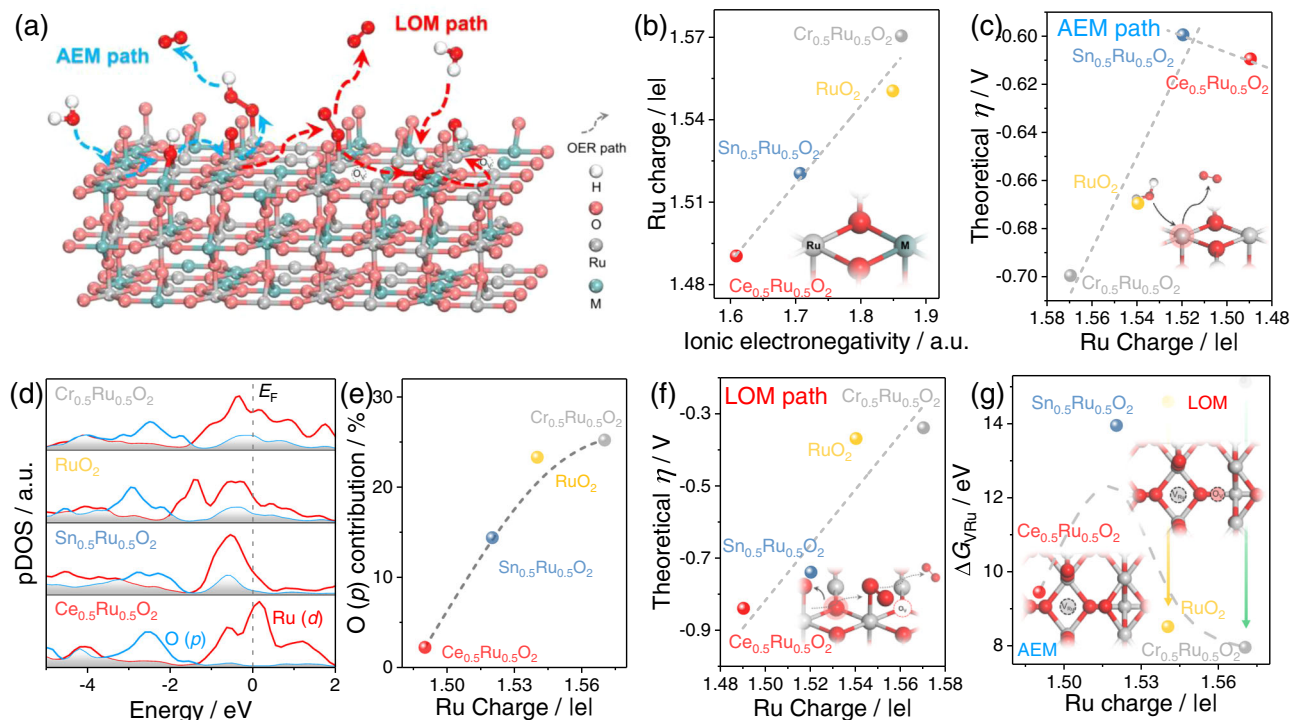 (a)
AEM path
LOM path
OER path
H
O
Ru
M
Oᵥ
Oᵥ
(b)
Ru charge / |e|
1.57
1.54
1.51
1.48
Cr₀.₅Ru₀.₅O₂
RuO₂
Sn₀.₅Ru₀.₅O₂
Ce₀.₅Ru₀.₅O₂
Ru
M
1.6 1.7 1.8 1.9
Ionic electronegativity / a.u.
(c)
AEM path
Theoretical η / V
-0.60
-0.62
-0.64
-0.66
-0.68
-0.70
Sn₀.₅Ru₀.₅O₂
Ce₀.₅Ru₀.₅O₂
RuO₂
Cr₀.₅Ru₀.₅O₂
1.58 1.56 1.54 1.52 1.50 1.48
Ru Charge / |e|
(d)
pDOS / a.u.
Cr₀.₅Ru₀.₅O₂
E_F
RuO₂
Sn₀.₅Ru₀.₅O₂
Ce₀.₅Ru₀.₅O₂
O (p)
Ru (d)
-4 -2 0 2
Energy / eV
(e)
O (p) contribution / %
30
20
10
0
Cr₀.₅Ru₀.₅O₂
RuO₂
Sn₀.₅Ru₀.₅O₂
Ce₀.₅Ru₀.₅O₂
1.50 1.53 1.56
Ru Charge / |e|
(f)
LOM path
Theoretical η / V
-0.3
-0.5
-0.7
-0.9
Cr₀.₅Ru₀.₅O₂
RuO₂
Sn₀.₅Ru₀.₅O₂
Ce₀.₅Ru₀.₅O₂
Oᵥ
1.48 1.50 1.52 1.54 1.56 1.58
Ru Charge / |e|
(g)
ΔG_VRu / eV
14
12
10
8
Sn₀.₅Ru₀.₅O₂
LOM
V_Ru
Oᵥ
Ce₀.₅Ru₀.₅O₂
V_Ru
RuO₂
AEM
Cr₀.₅Ru₀.₅O₂
1.50 1.53 1.56
Ru charge / |e|